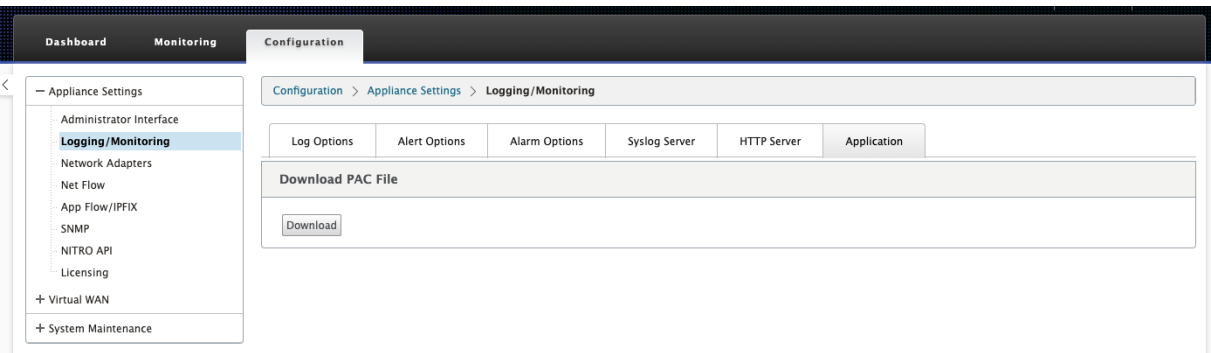 Dashboard Monitoring Configuration
Appliance Settings
Administrator Interface
Logging/Monitoring
Network Adapters
Net Flow
App Flow/IPFIX
SNMP
NITRO API
Licensing
+ Virtual WAN
+ System Maintenance
Configuration > Appliance Settings > Logging/Monitoring
Log Options Alert Options Alarm Options Syslog Server HTTP Server Application
Download PAC File
Download